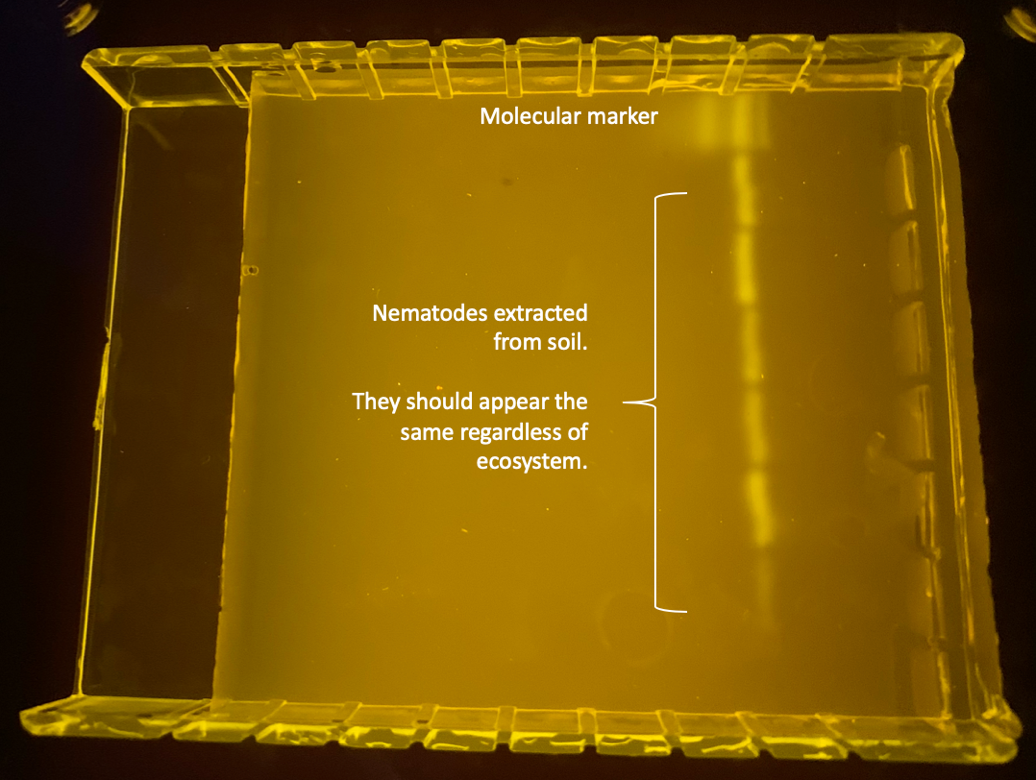 Molecular marker
Nematodes extracted
from soil.
They should appear the
same regardless of
ecosystem.